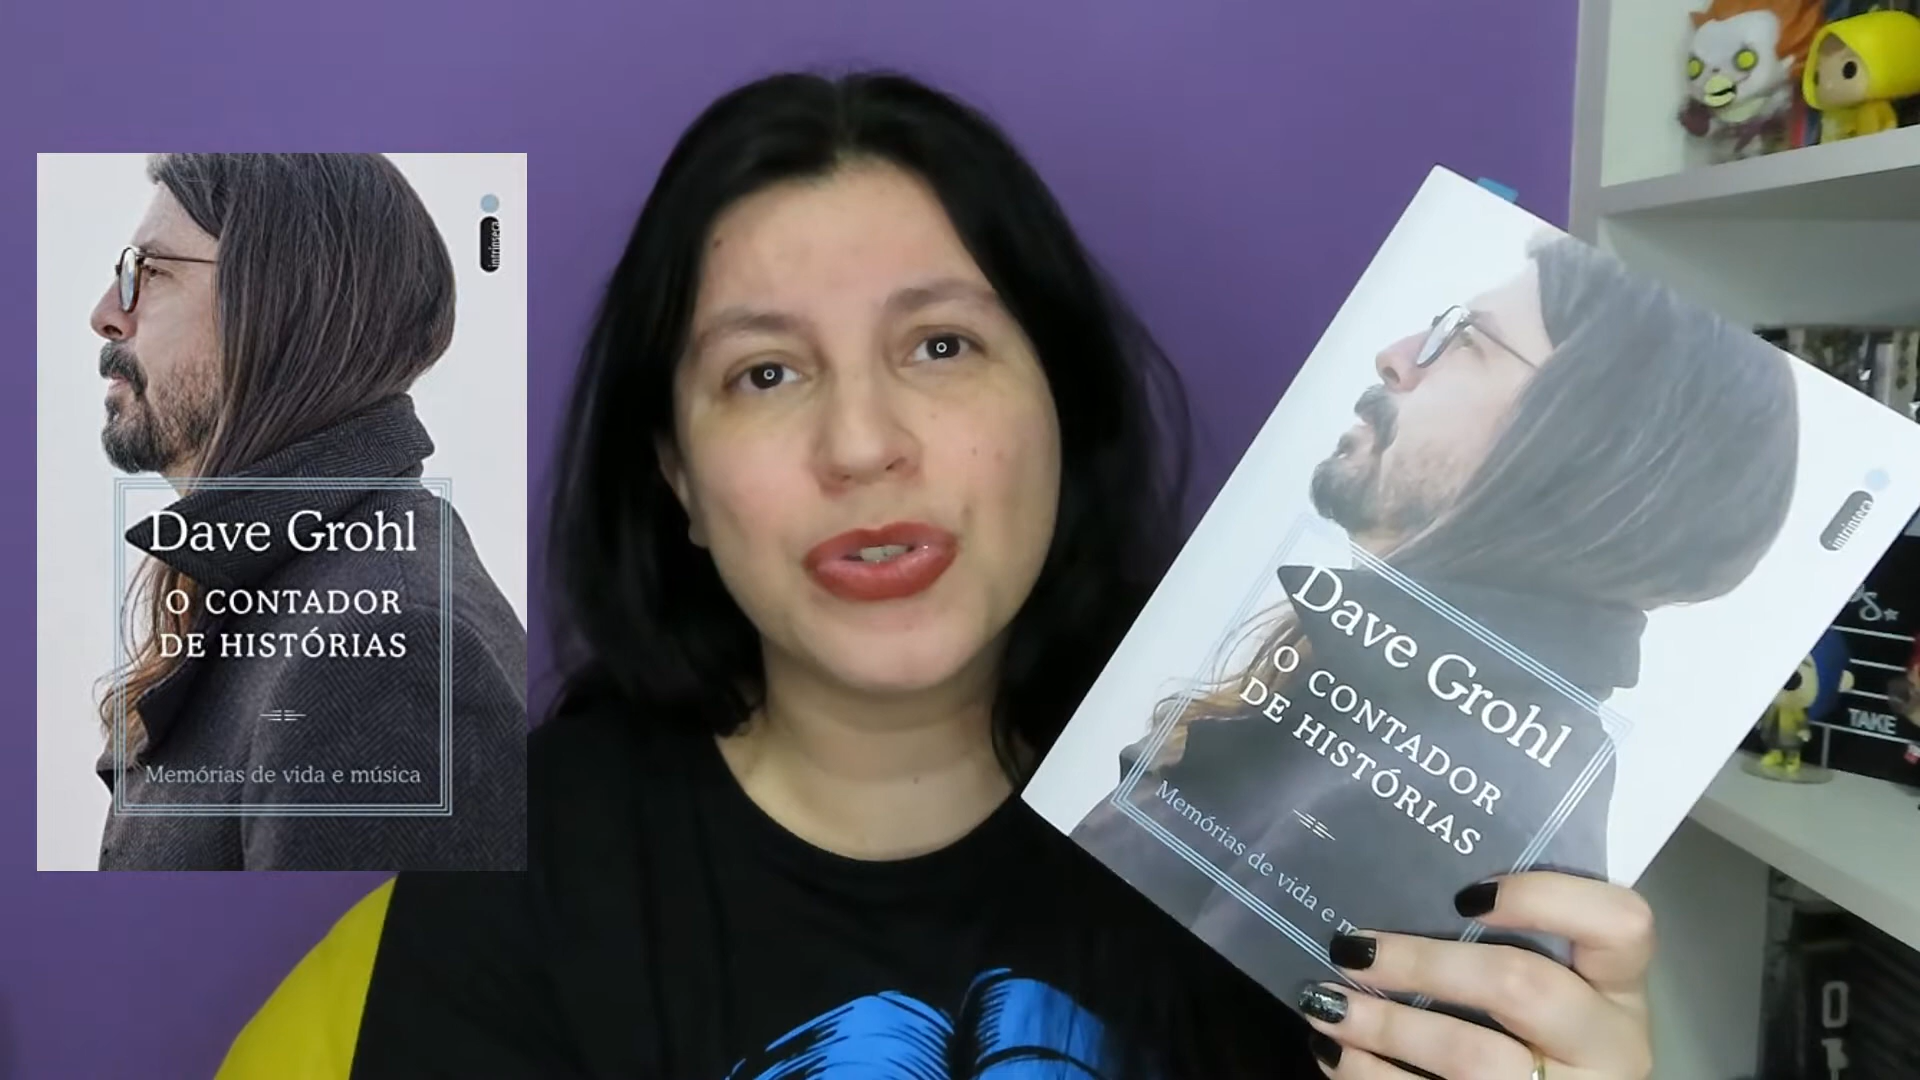 intrínseca
Dave Grohl
O CONTADOR
DE HISTÓRIAS
Memórias de vida e música
intrínseca
Dave Grohl
O CONTADOR
DE HISTÓRIAS
Memórias de vida e
TAKE